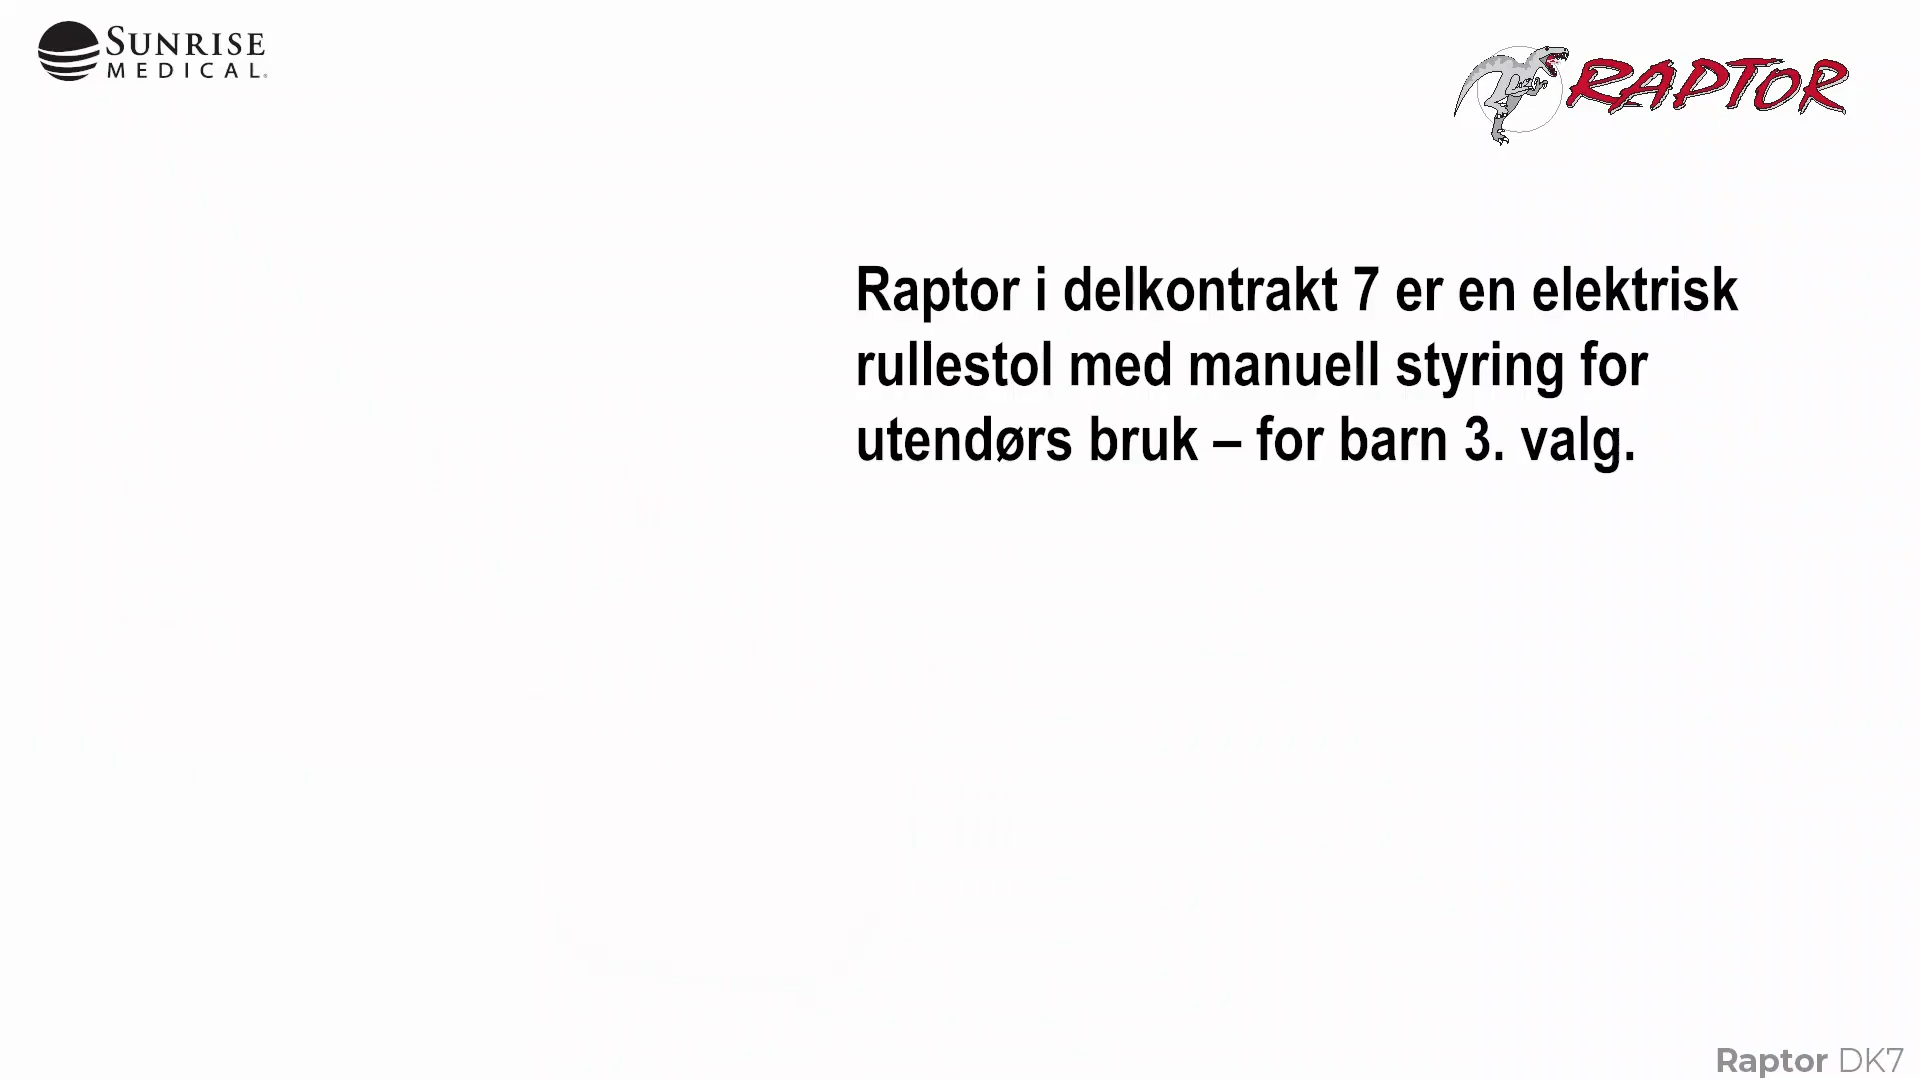 SUNRISE
MEDICAL®
RAPTOR
Raptor i delkontrakt 7 er en elektrisk
rullestol med manuell styring for
utendørs bruk – for barn 3. valg.
Raptor DK7